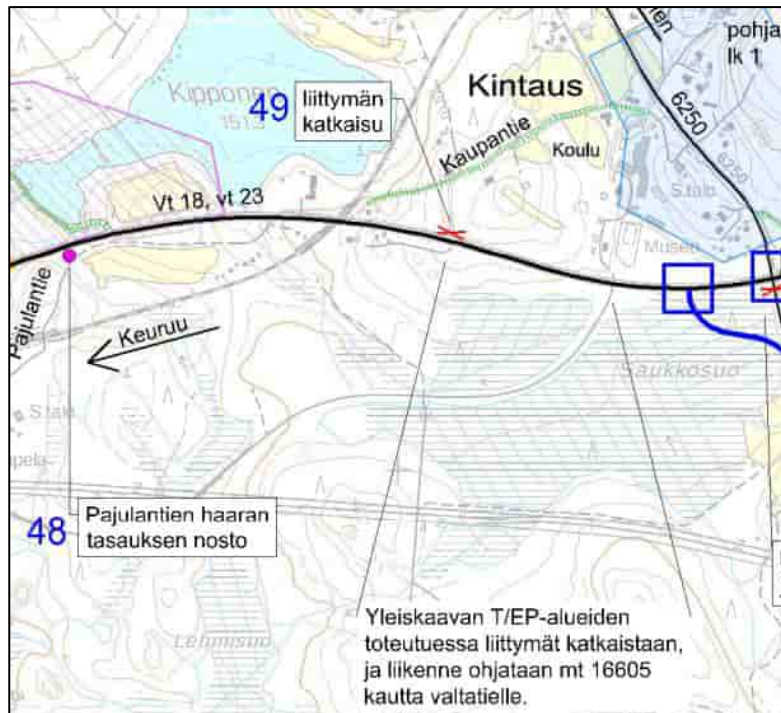 pohja
lk 1
Kipponen
151.3
49
liittymän
katkaisu
Kintaus
6250
6250
Kaupantie
Koulu
S.talo
Vt 18, vt 23
Museo
Pajulantie
Keuruu
Saukkosuo
S.talo
48
Pajulantien haaran
tasauksen nosto
Yleiskaavan T/EP-alueiden
toteutuessa liittymät katkaistaan,
ja liikenne ohjataan mt 16605
kautta valtatielle.
Lehmisuo